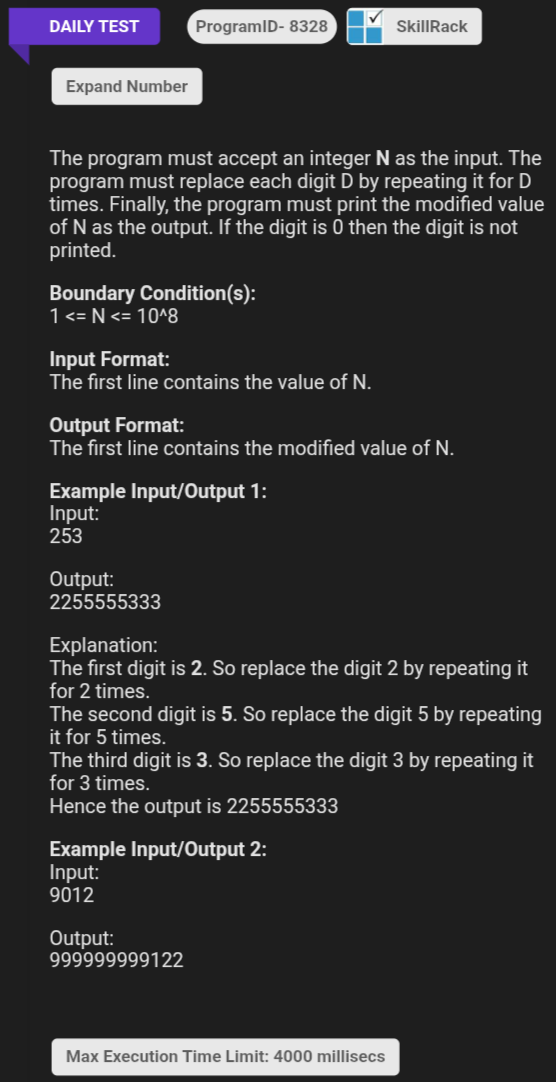 DAILY TEST
ProgramID- 8328
SkillRack
Expand Number
The program must accept an integer N as the input. The
program must replace each digit D by repeating it for D
times. Finally, the program must print the modified value
of N as the output. If the digit is 0 then the digit is not
printed.
Boundary Condition(s):
1 <= N <= 10^8
Input Format:
The first line contains the value of N.
Output Format:
The first line contains the modified value of N.
Example Input/Output 1:
Input:
253
Output:
2255555333
Explanation:
The first digit is 2. So replace the digit 2 by repeating it
for 2 times.
The second digit is 5. So replace the digit 5 by repeating
it for 5 times.
The third digit is 3. So replace the digit 3 by repeating it
for 3 times.
Hence the output is 2255555333
Example Input/Output 2:
Input:
9012
Output:
999999999122
Max Execution Time Limit: 4000 millisecs